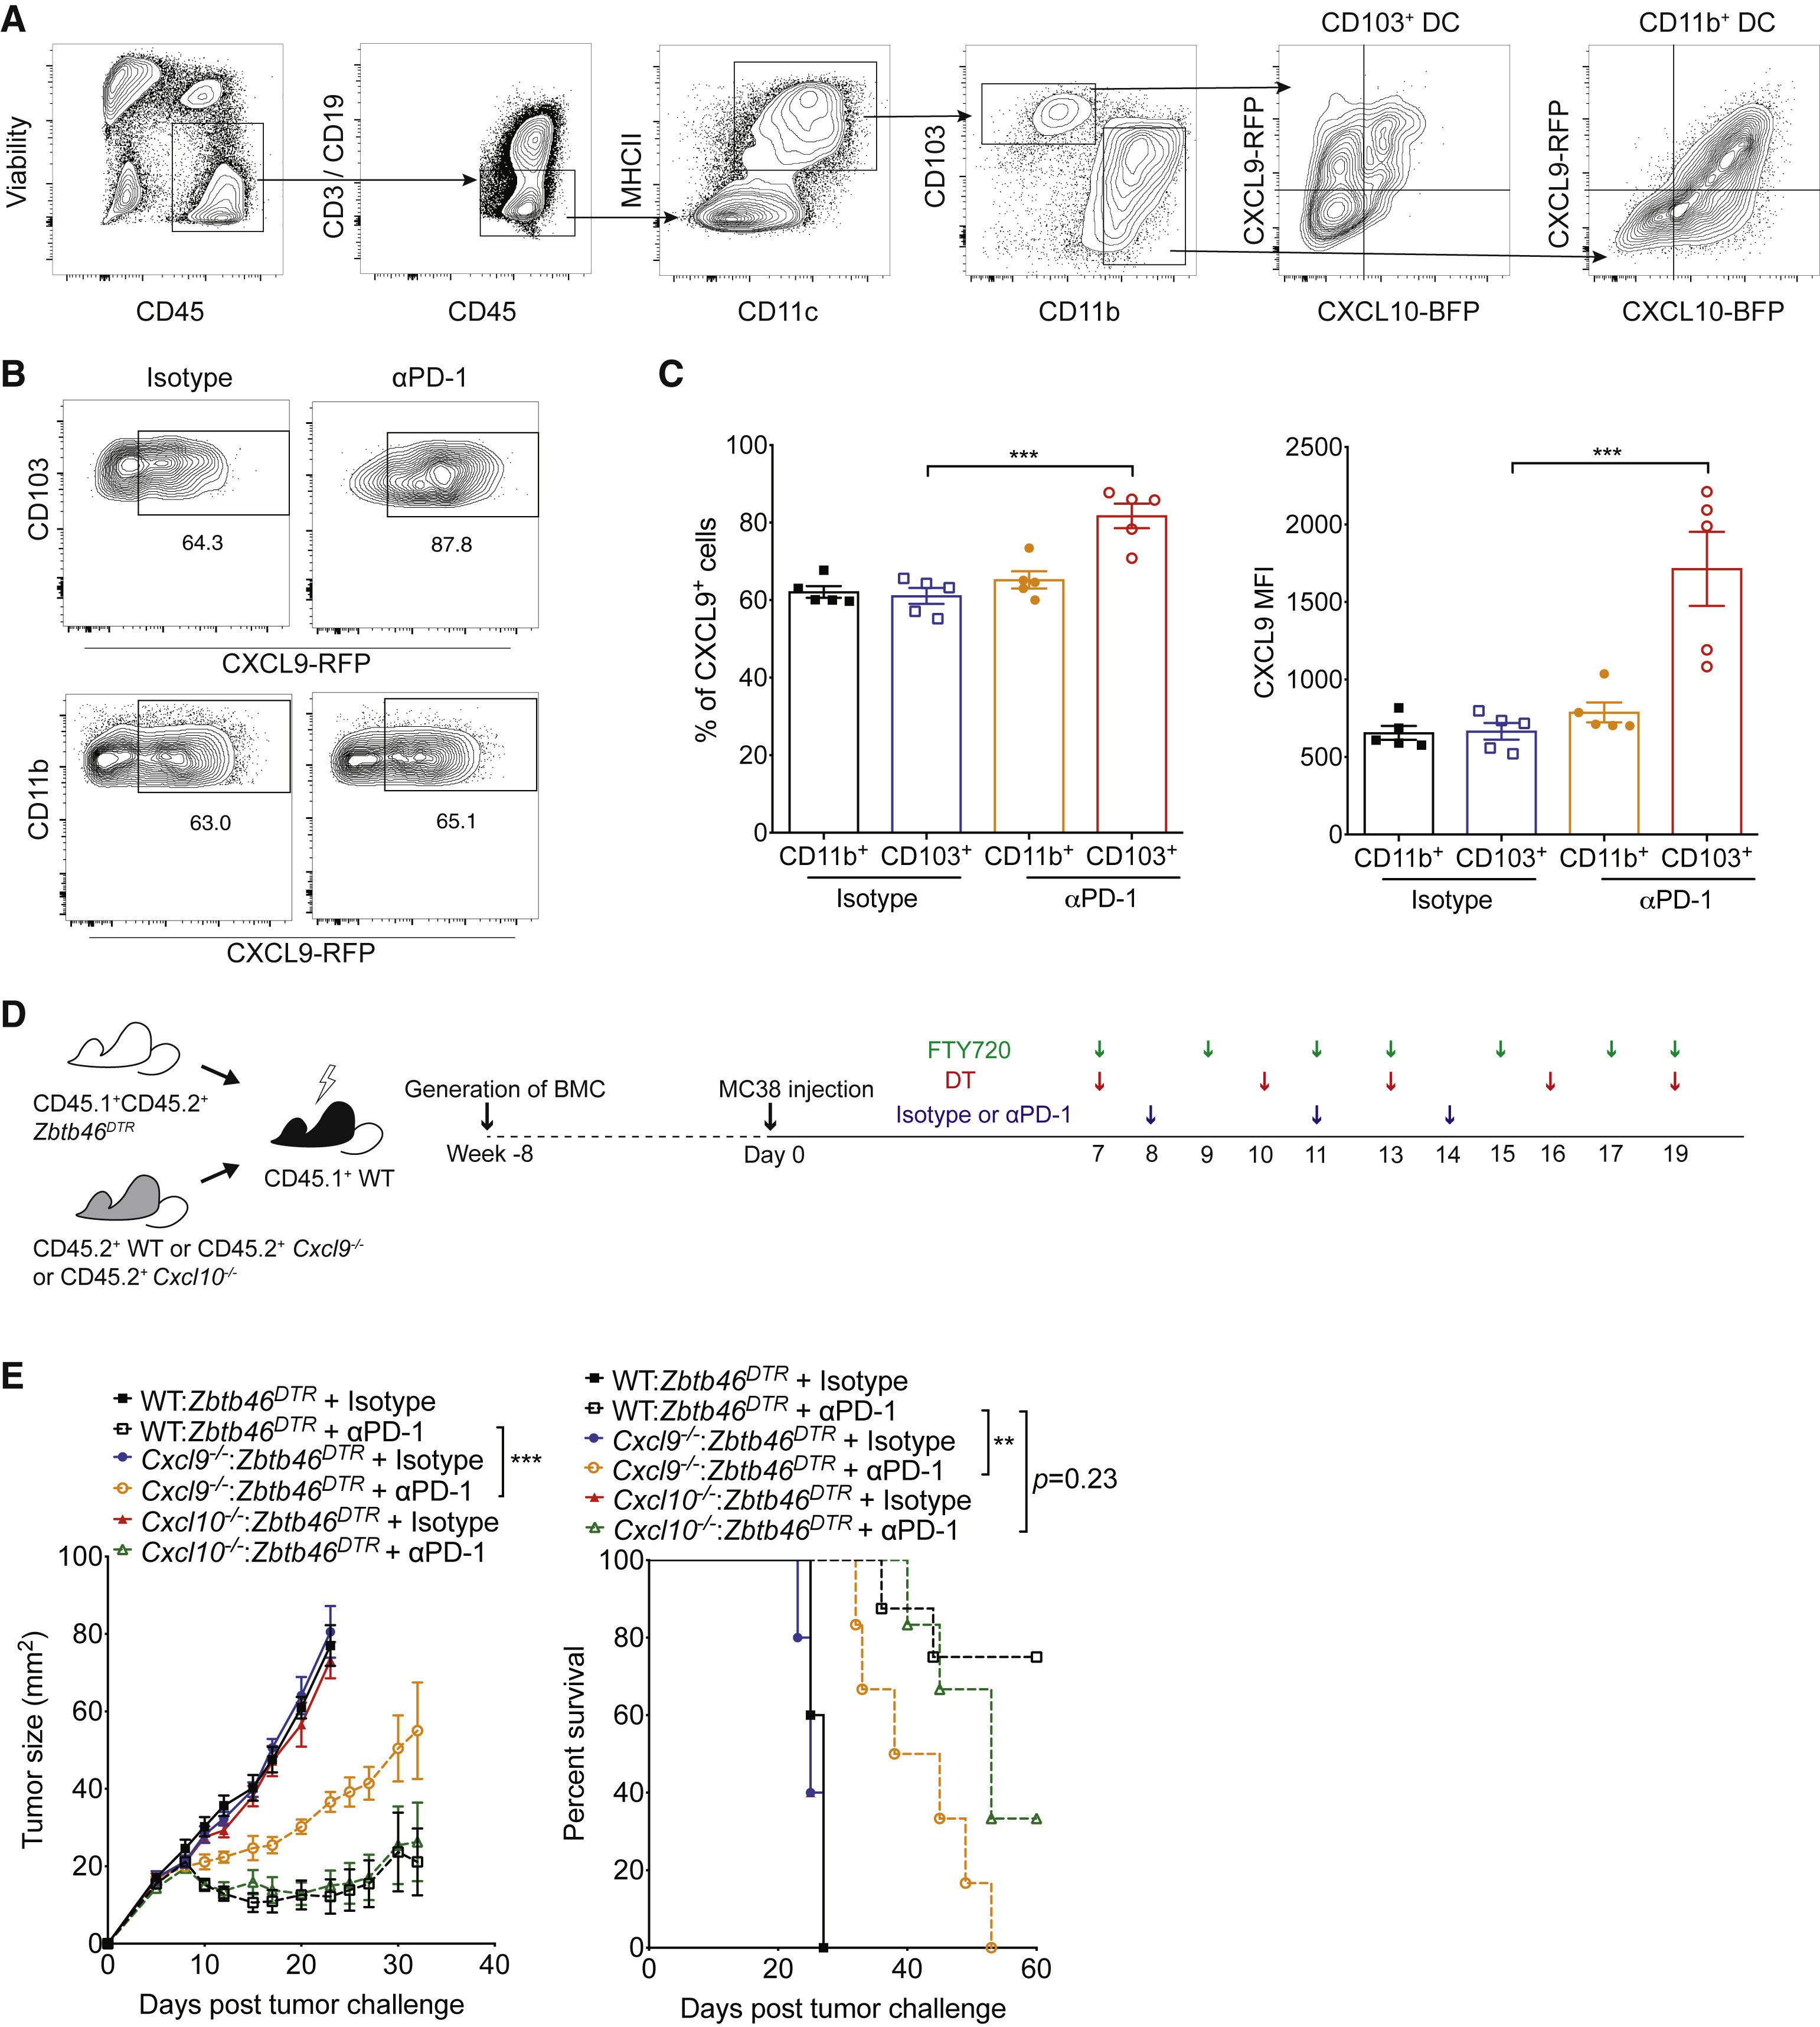 A
CD103⁺ DC
CD11b⁺ DC
Viability
CD3 / CD19
MHCII
CD103
CXCL9-RFP
CXCL9-RFP
CD45
CD45
CD11c
CD11b
CXCL10-BFP
CXCL10-BFP
B
Isotype
αPD-1
CD103
64.3
87.8
CXCL9-RFP
CD11b
63.0
65.1
CXCL9-RFP
C
% of CXCL9⁺ cells
100
80
60
40
20
0
***
CD11b⁺ CD103⁺ CD11b⁺ CD103⁺
Isotype αPD-1
CXCL9 MFI
2500
2000
1500
1000
500
0
***
CD11b⁺ CD103⁺ CD11b⁺ CD103⁺
Isotype αPD-1
D
CD45.1⁺CD45.2⁺
Zbtb46ᴰᵀᴿ
CD45.1⁺ WT
CD45.2⁺ WT or CD45.2⁺ Cxcl9⁻/⁻
or CD45.2⁺ Cxcl10⁻/⁻
Generation of BMC
MC38 injection
FTY720
DT
Isotype or αPD-1
Week -8
Day 0
7 8 9 10 11 13 14 15 16 17 19
E
WT:Zbtb46ᴰᵀᴿ + Isotype
WT:Zbtb46ᴰᵀᴿ + αPD-1
Cxcl9⁻/⁻:Zbtb46ᴰᵀᴿ + Isotype
Cxcl9⁻/⁻:Zbtb46ᴰᵀᴿ + αPD-1
Cxcl10⁻/⁻:Zbtb46ᴰᵀᴿ + Isotype
Cxcl10⁻/⁻:Zbtb46ᴰᵀᴿ + αPD-1
***
Tumor size (mm²)
100
80
60
40
20
0
0 10 20 30 40
Days post tumor challenge
WT:Zbtb46ᴰᵀᴿ + Isotype
WT:Zbtb46ᴰᵀᴿ + αPD-1
Cxcl9⁻/⁻:Zbtb46ᴰᵀᴿ + Isotype
Cxcl9⁻/⁻:Zbtb46ᴰᵀᴿ + αPD-1
Cxcl10⁻/⁻:Zbtb46ᴰᵀᴿ + Isotype
Cxcl10⁻/⁻:Zbtb46ᴰᵀᴿ + αPD-1
**
p=0.23
Percent survival
100
80
60
40
20
0
0 20 40 60
Days post tumor challenge